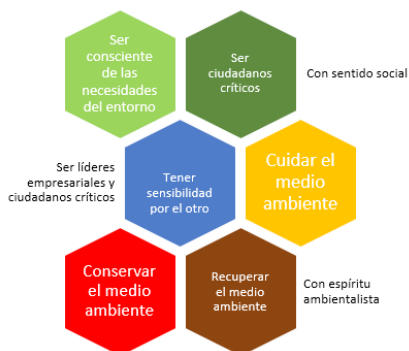 Ser
consciente
de las
necesidades
del entorno
Ser
ciudadanos
críticos
Con sentido social
Ser líderes
empresariales y
ciudadanos críticos
Tener
sensibilidad
por el otro
Cuidar el
medio
ambiente
Conservar
el medio
ambiente
Recuperar
el medio
ambiente
Con espíritu
ambientalista